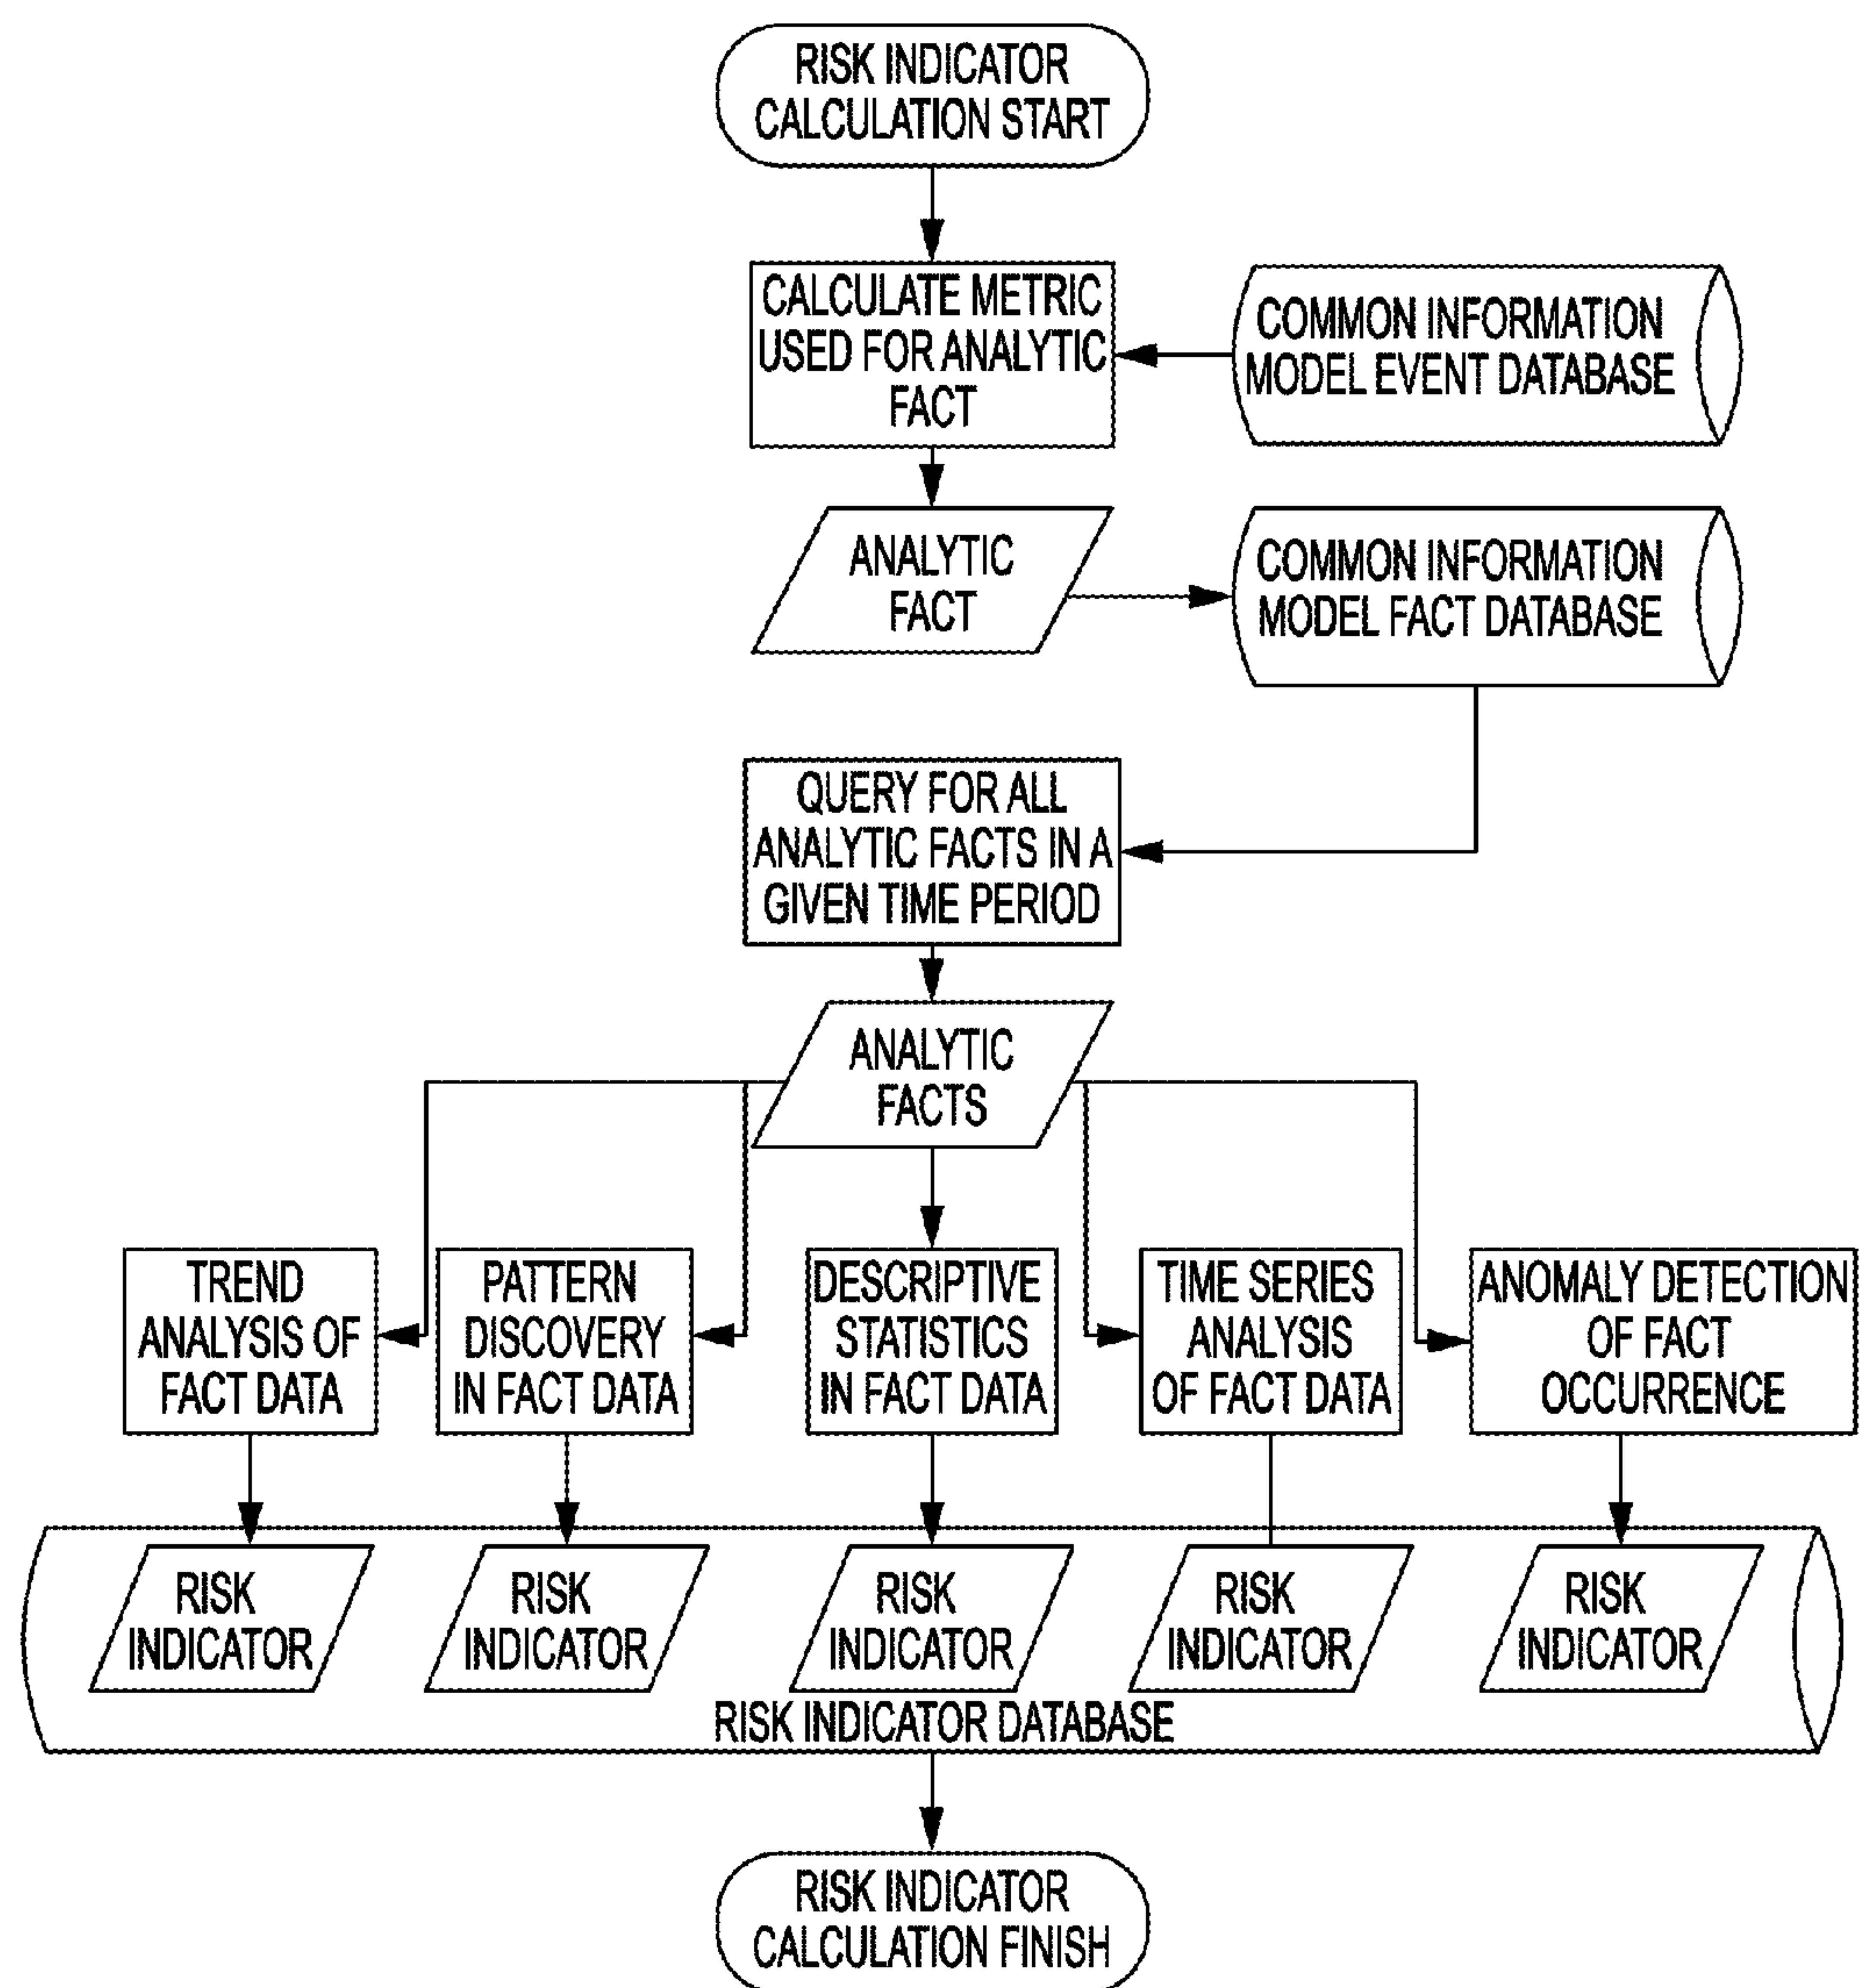 RISK INDICATOR
CALCULATION START
CALCULATE METRIC
USED FOR ANALYTIC
FACT
COMMON INFORMATION
MODEL EVENT DATABASE
ANALYTIC
FACT
COMMON INFORMATION
MODEL FACT DATABASE
QUERY FOR ALL
ANALYTIC FACTS IN A
GIVEN TIME PERIOD
ANALYTIC
FACTS
TREND
ANALYSIS OF
FACT DATA
PATTERN
DISCOVERY
IN FACT DATA
DESCRIPTIVE
STATISTICS
IN FACT DATA
TIME SERIES
ANALYSIS
OF FACT DATA
ANOMALY DETECTION
OF FACT
OCCURRENCE
RISK
INDICATOR
RISK
INDICATOR
RISK
INDICATOR
RISK
INDICATOR
RISK
INDICATOR
RISK INDICATOR DATABASE
RISK INDICATOR
CALCULATION FINISH